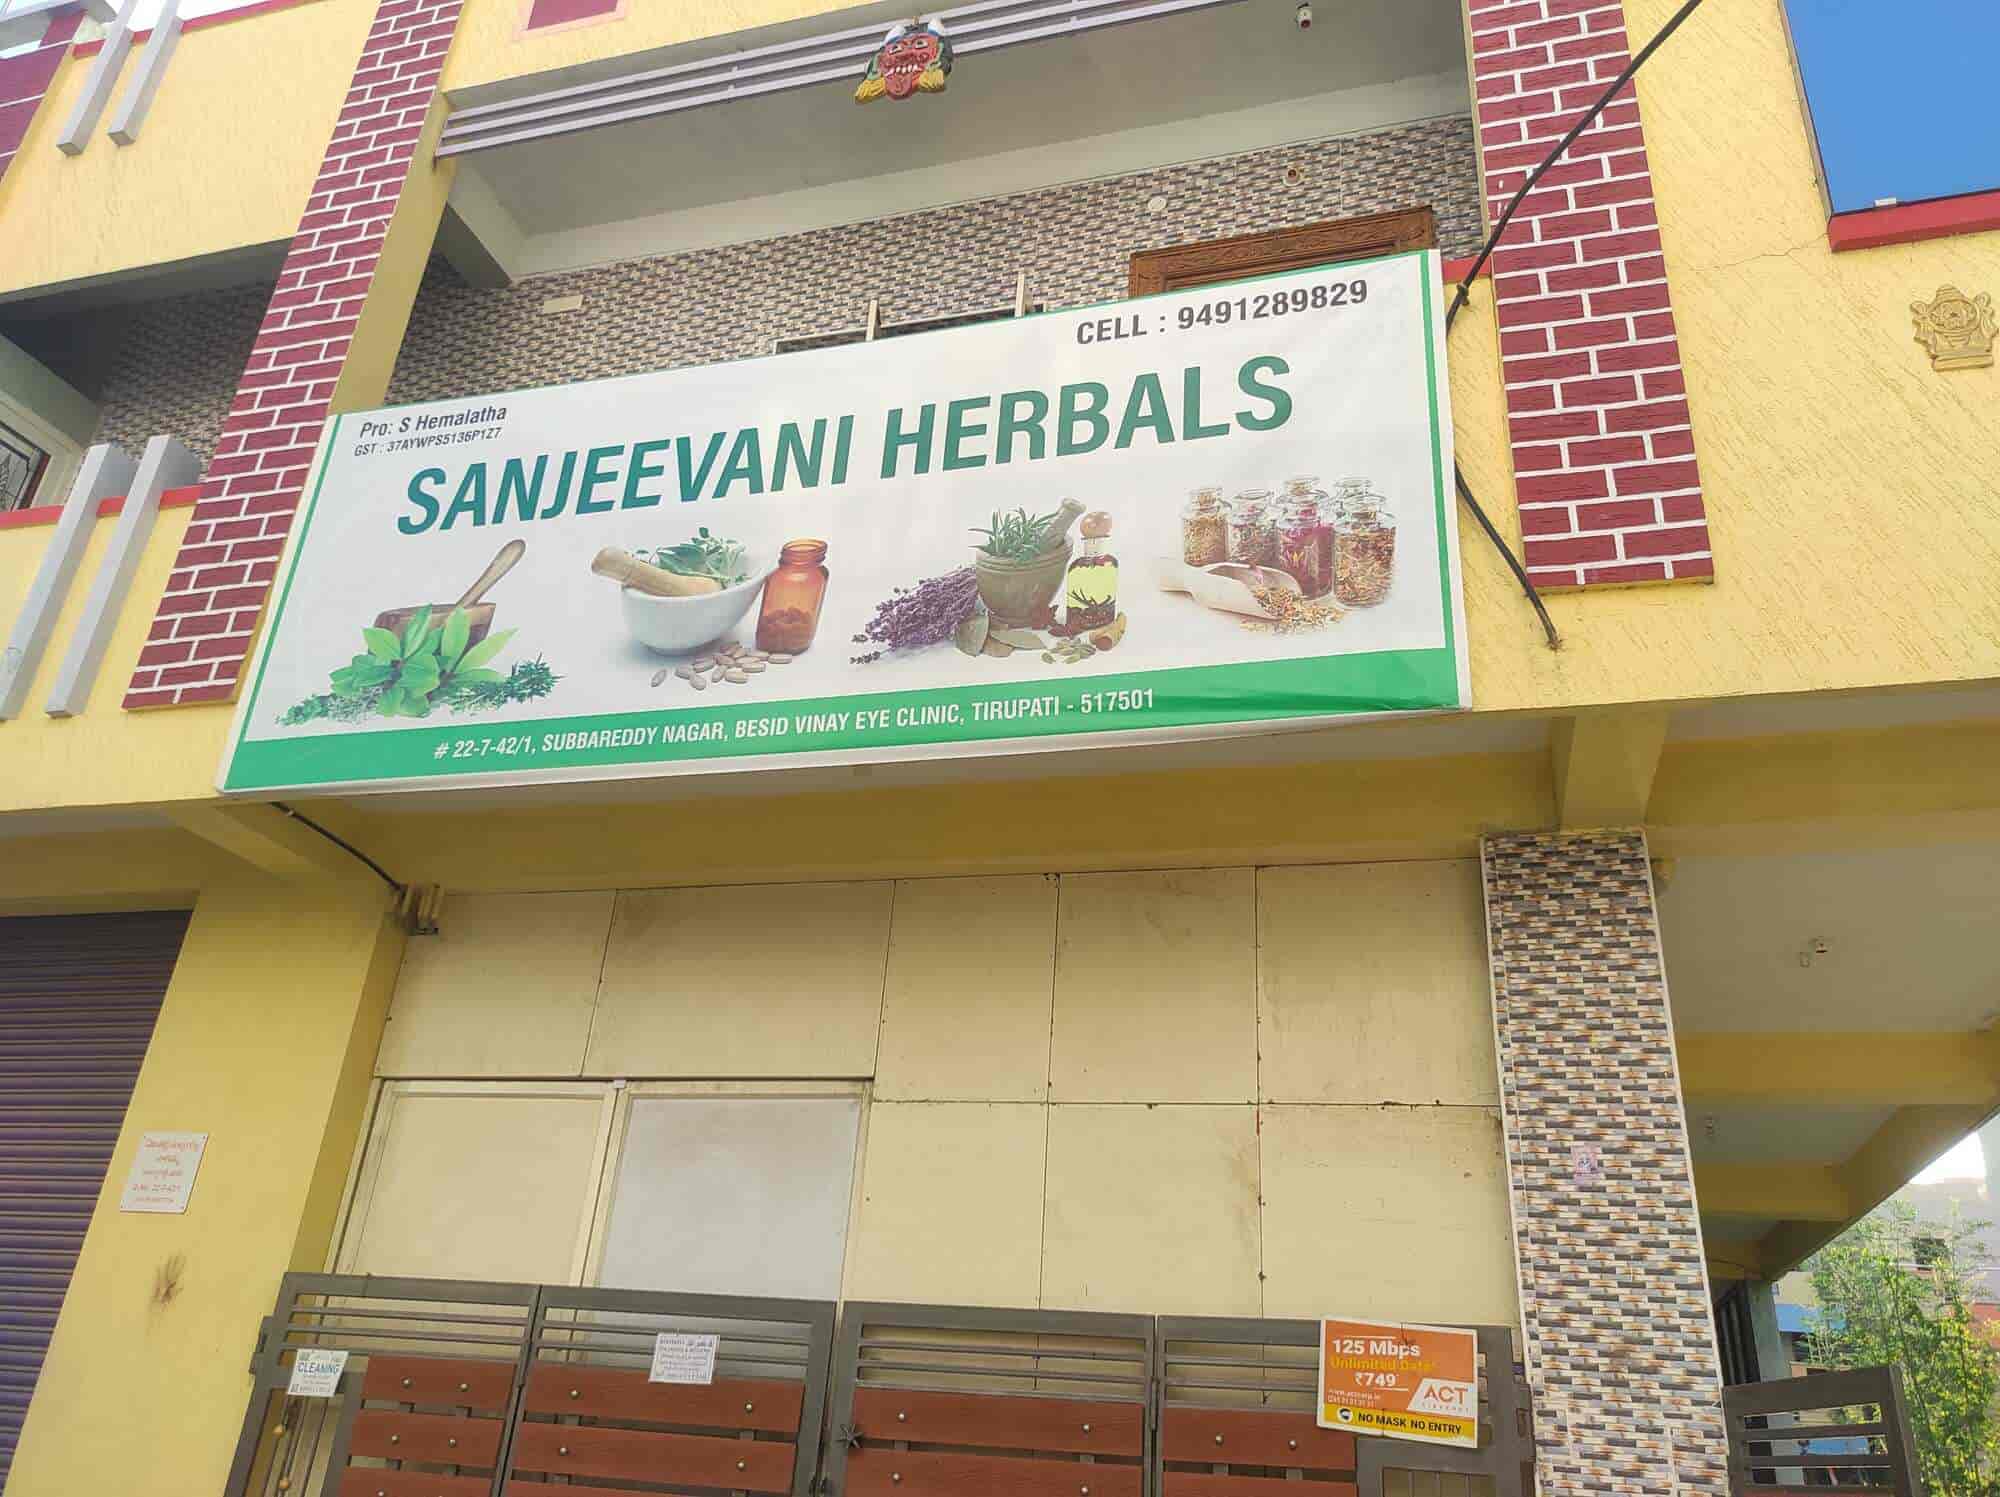 CELL : 9491289829
Pro: S Hemalatha
GST : 37AYWPS5136P1Z7
SANJEEVANI HERBALS
# 22-7-42/1, SUBBAREDDY NAGAR, BESID VINAY EYE CLINIC, TIRUPATI - 517501
CLEANING
125 Mbps
Unlimited Data*
₹749*
ACT
NO MASK NO ENTRY